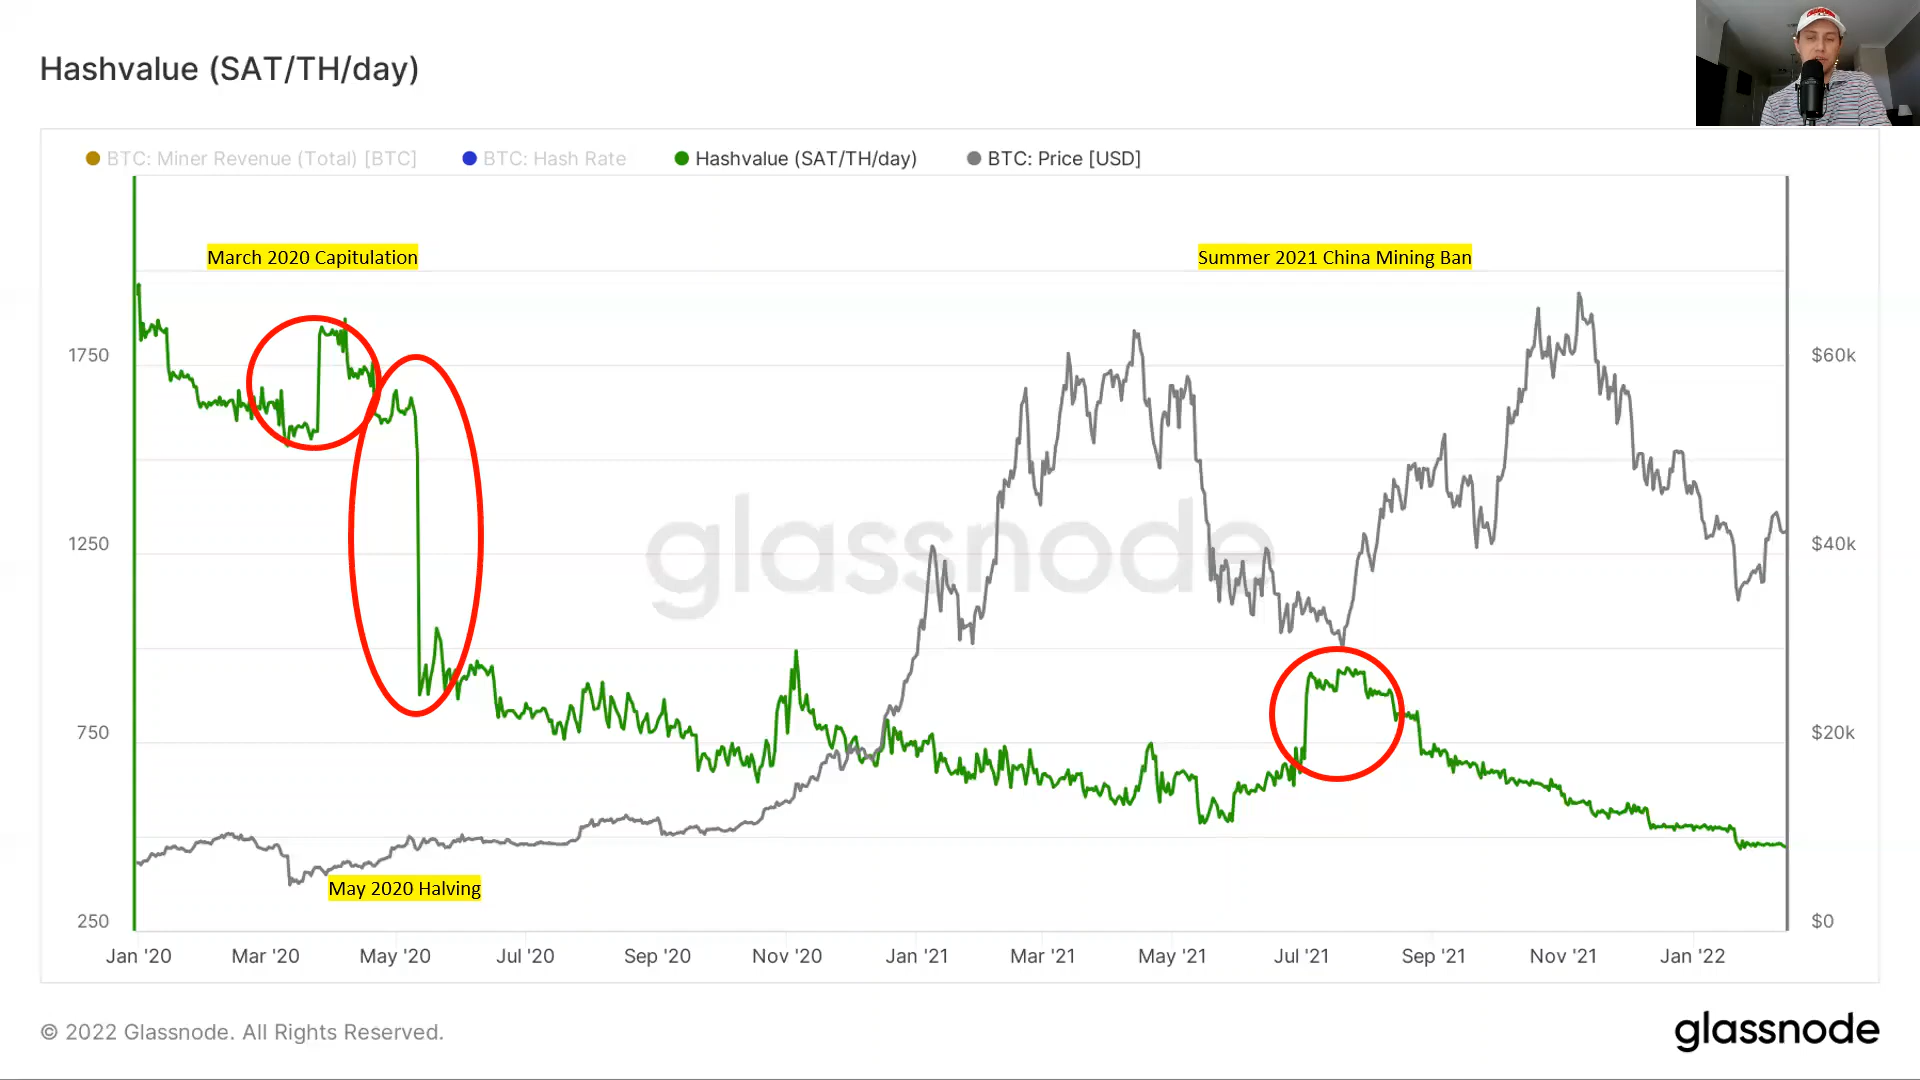 Hashvalue (SAT/TH/day)
BTC: Miner Revenue (Total) [BTC] BTC: Hash Rate Hashvalue (SAT/TH/day) BTC: Price [USD]
March 2020 Capitulation Summer 2021 China Mining Ban
1750 $60k
1250 $40k
glassnode
750 $20k
May 2020 Halving
250 $0
Jan '20 Mar '20 May '20 Jul '20 Sep '20 Nov '20 Jan '21 Mar '21 May '21 Jul '21 Sep '21 Nov '21 Jan '22
© 2022 Glassnode. All Rights Reserved. glassnode